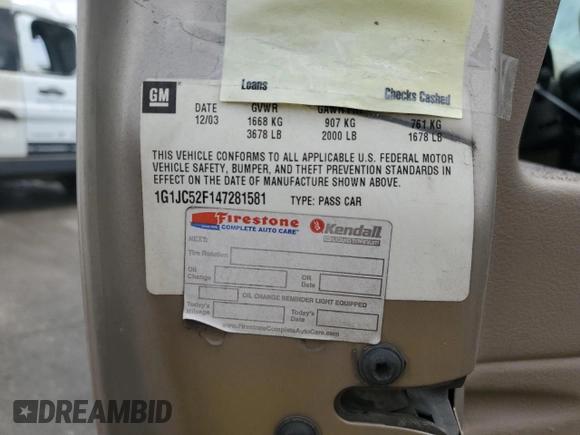 Loans
Checks Cashed
GM
DATE GVWR GAWR
12/03 1668 KG 907 KG 761 KG
3678 LB 2000 LB 1678 LB
THIS VEHICLE CONFORMS TO ALL APPLICABLE U.S. FEDERAL MOTOR
VEHICLE SAFETY, BUMPER, AND THEFT PREVENTION STANDARDS IN
EFFECT ON THE DATE OF MANUFACTURE SHOWN ABOVE.
1G1JC52F147281581 TYPE: PASS CAR
Firestone
COMPLETE AUTO CARE
Kendall
NEXT:
Tire Rotation
Oil Change OR Date
OIL CHANGE REMINDER LIGHT EQUIPPED
Today's Mileage Today's Date
www.FirestoneCompleteAutoCare.com
DREAMBID